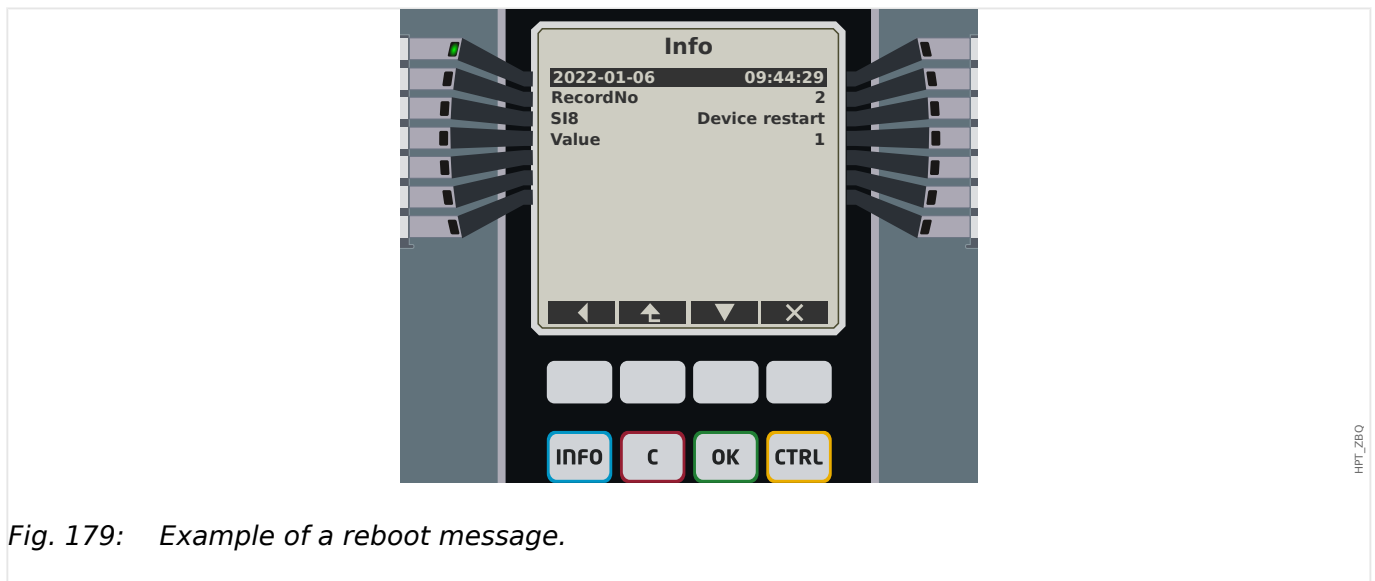 Info
2022-01-06 09:44:29
RecordNo 2
SI8 Device restart
Value 1
INFO C OK CTRL
HPT_ZBQ
Fig. 179: Example of a reboot message.